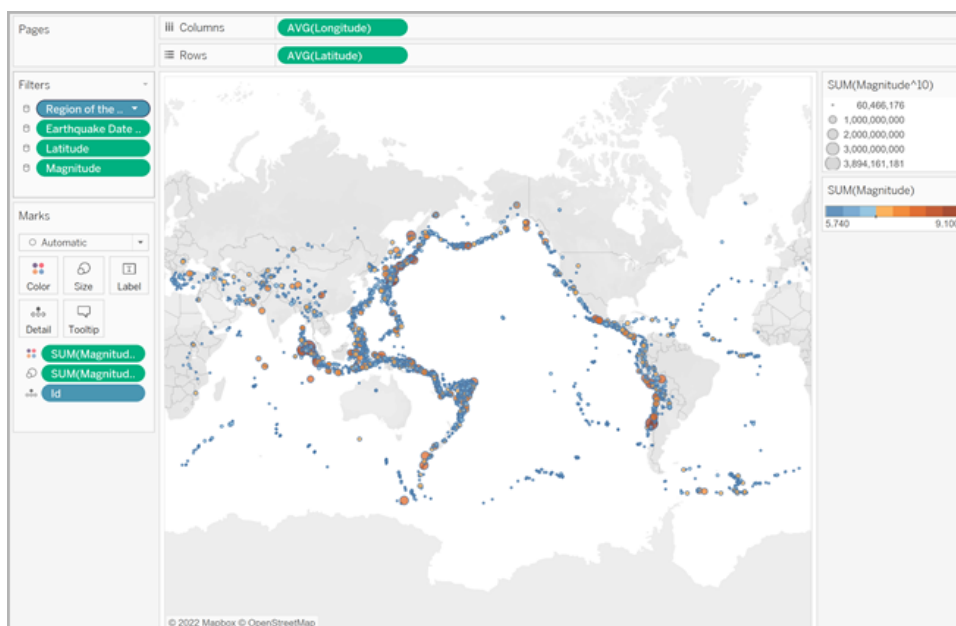 Pages
Columns
AVG(Longitude)
Rows
AVG(Latitude)
Filters
Region of the ..
Earthquake Date ..
Latitude
Magnitude
Marks
Automatic
Color
Size
Label
Detail
Tooltip
SUM(Magnitud..
SUM(Magnitud..
Id
SUM(Magnitude^10)
60,466,176
1,000,000,000
2,000,000,000
3,000,000,000
3,894,161,181
SUM(Magnitude)
5.740
9.100
© 2022 Mapbox © OpenStreetMap